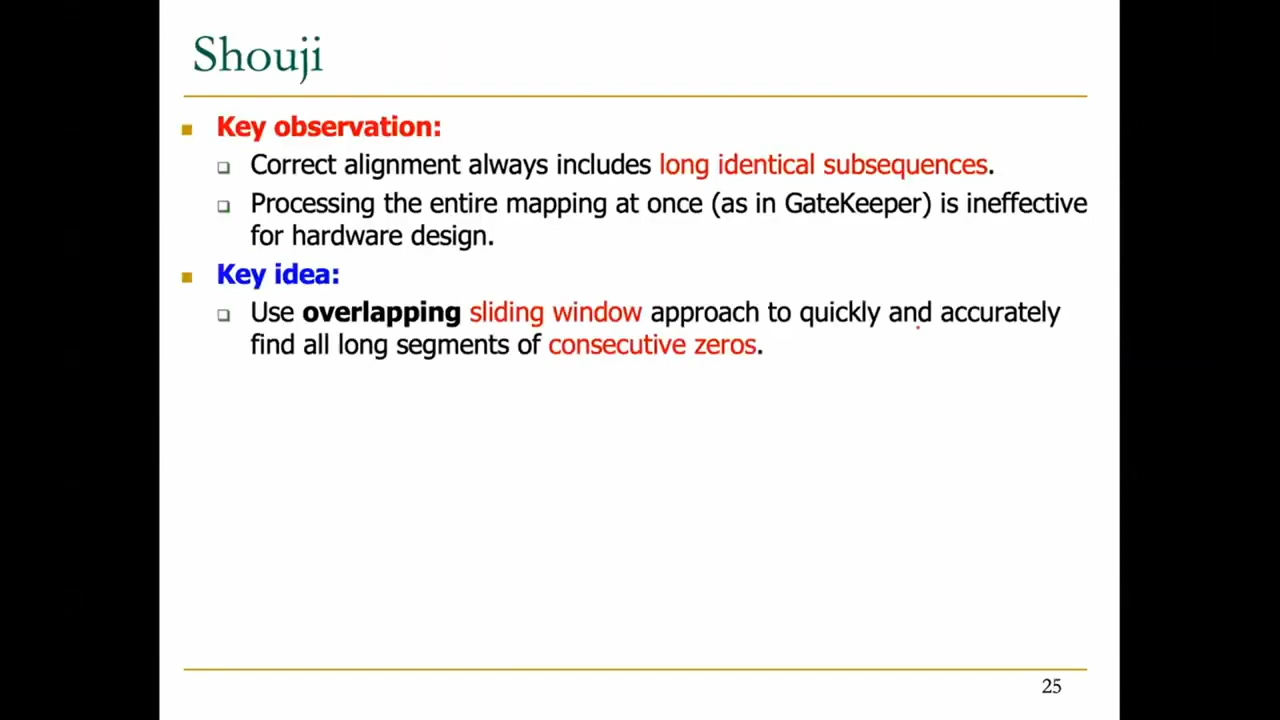 Shouji
Key observation:
Correct alignment always includes long identical subsequences.
Processing the entire mapping at once (as in GateKeeper) is ineffective
for hardware design.
Key idea:
Use overlapping sliding window approach to quickly and accurately
find all long segments of consecutive zeros.
25